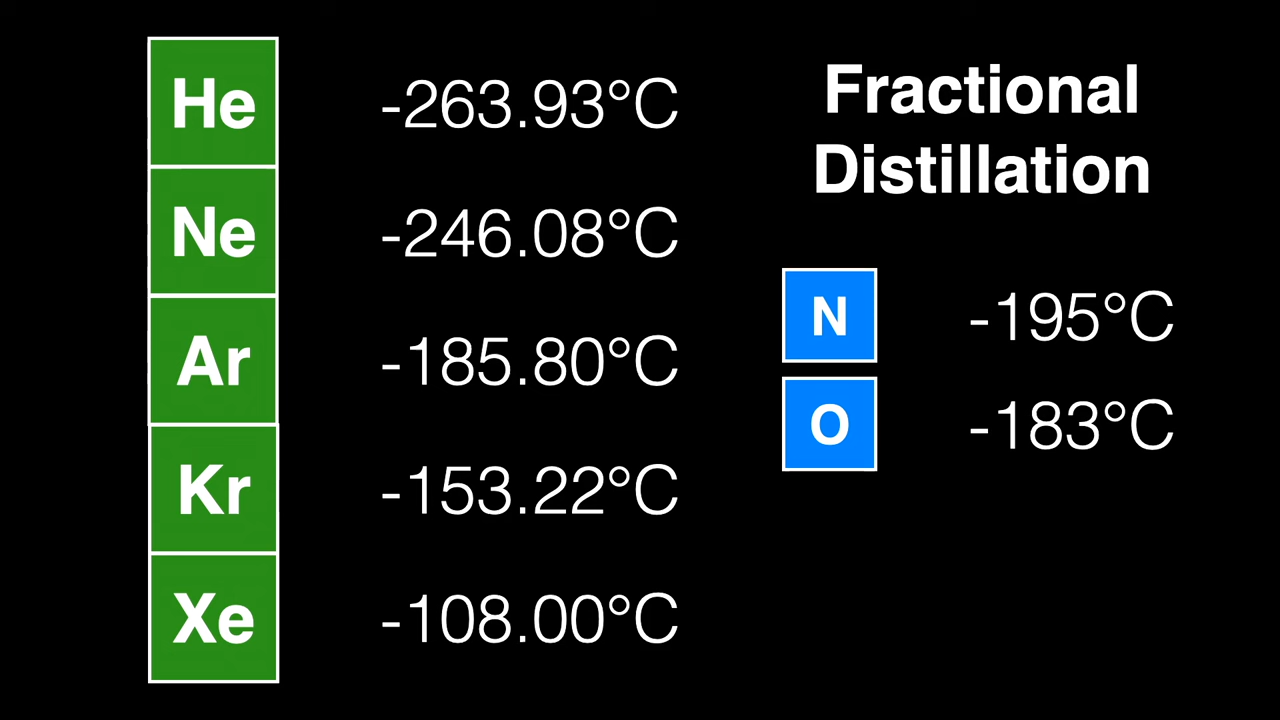 He -263.93°C
Ne -246.08°C
Ar -185.80°C
Kr -153.22°C
Xe -108.00°C
Fractional
Distillation
N -195°C
O -183°C